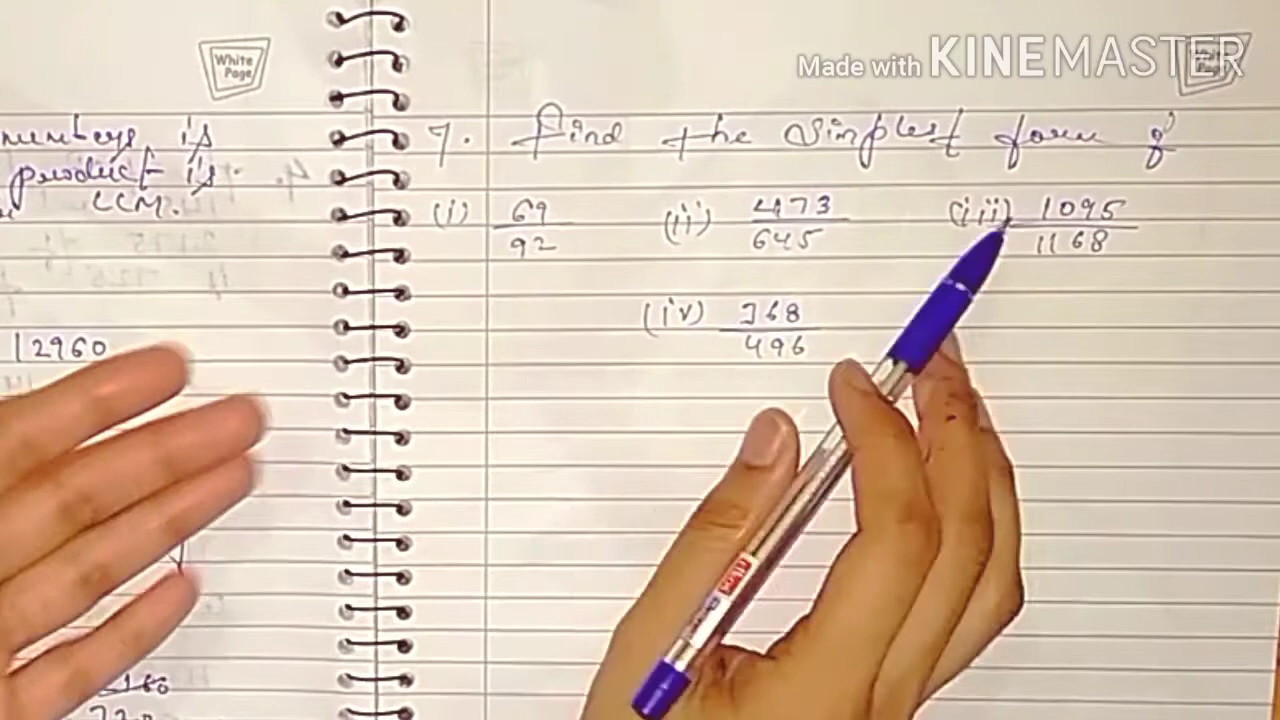 White
Page
Made with KINEMASTER
numbers is
product is
LCM.
12960
7. Find the simplest form of
(i) 69/92 (ii) 473/645 (iii) 1095/1168
(iv) 368/496
720